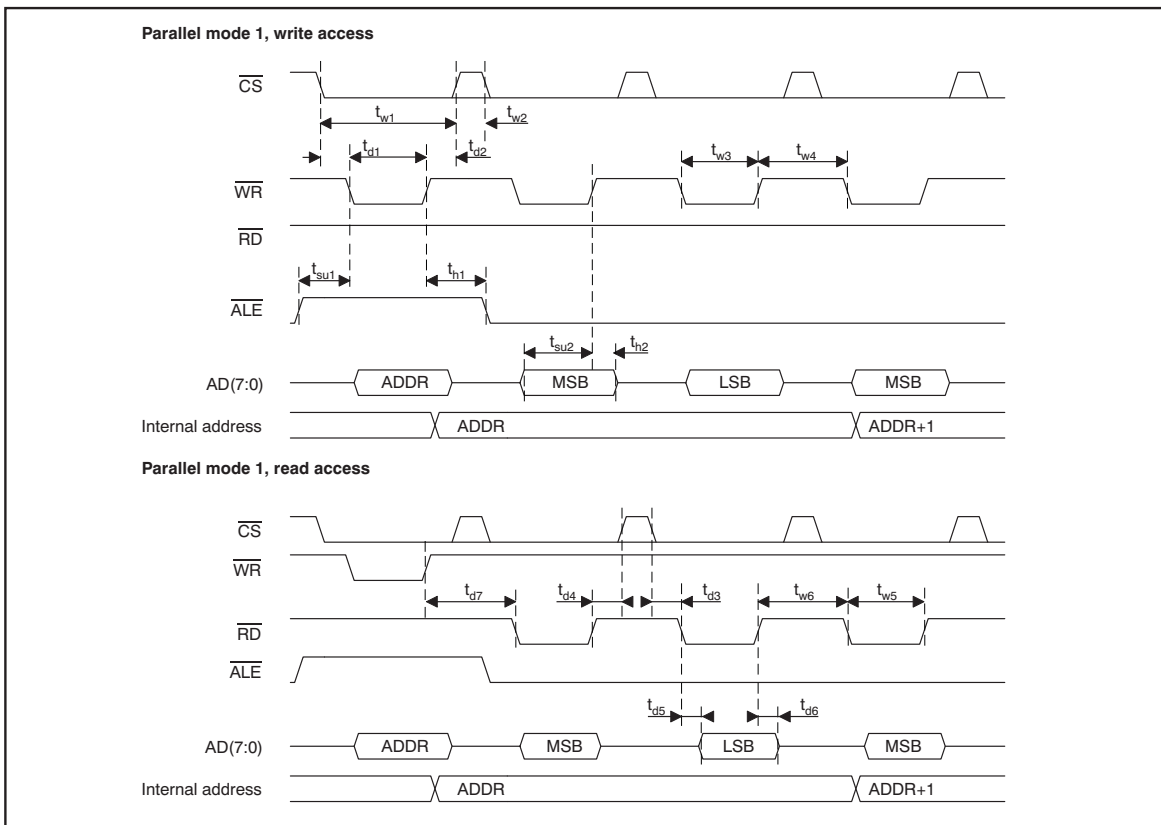 Parallel mode 1, write access
CS
tw1 tw2
td1 td2 tw3 tw4
WR
RD
tsu1 th1
ALE
tsu2 th2
AD(7:0) ADDR MSB LSB MSB
Internal address ADDR ADDR+1
Parallel mode 1, read access
CS
WR
td7 td4 td3 tw6 tw5
RD
ALE
td5 td6
AD(7:0) ADDR MSB LSB MSB
Internal address ADDR ADDR+1